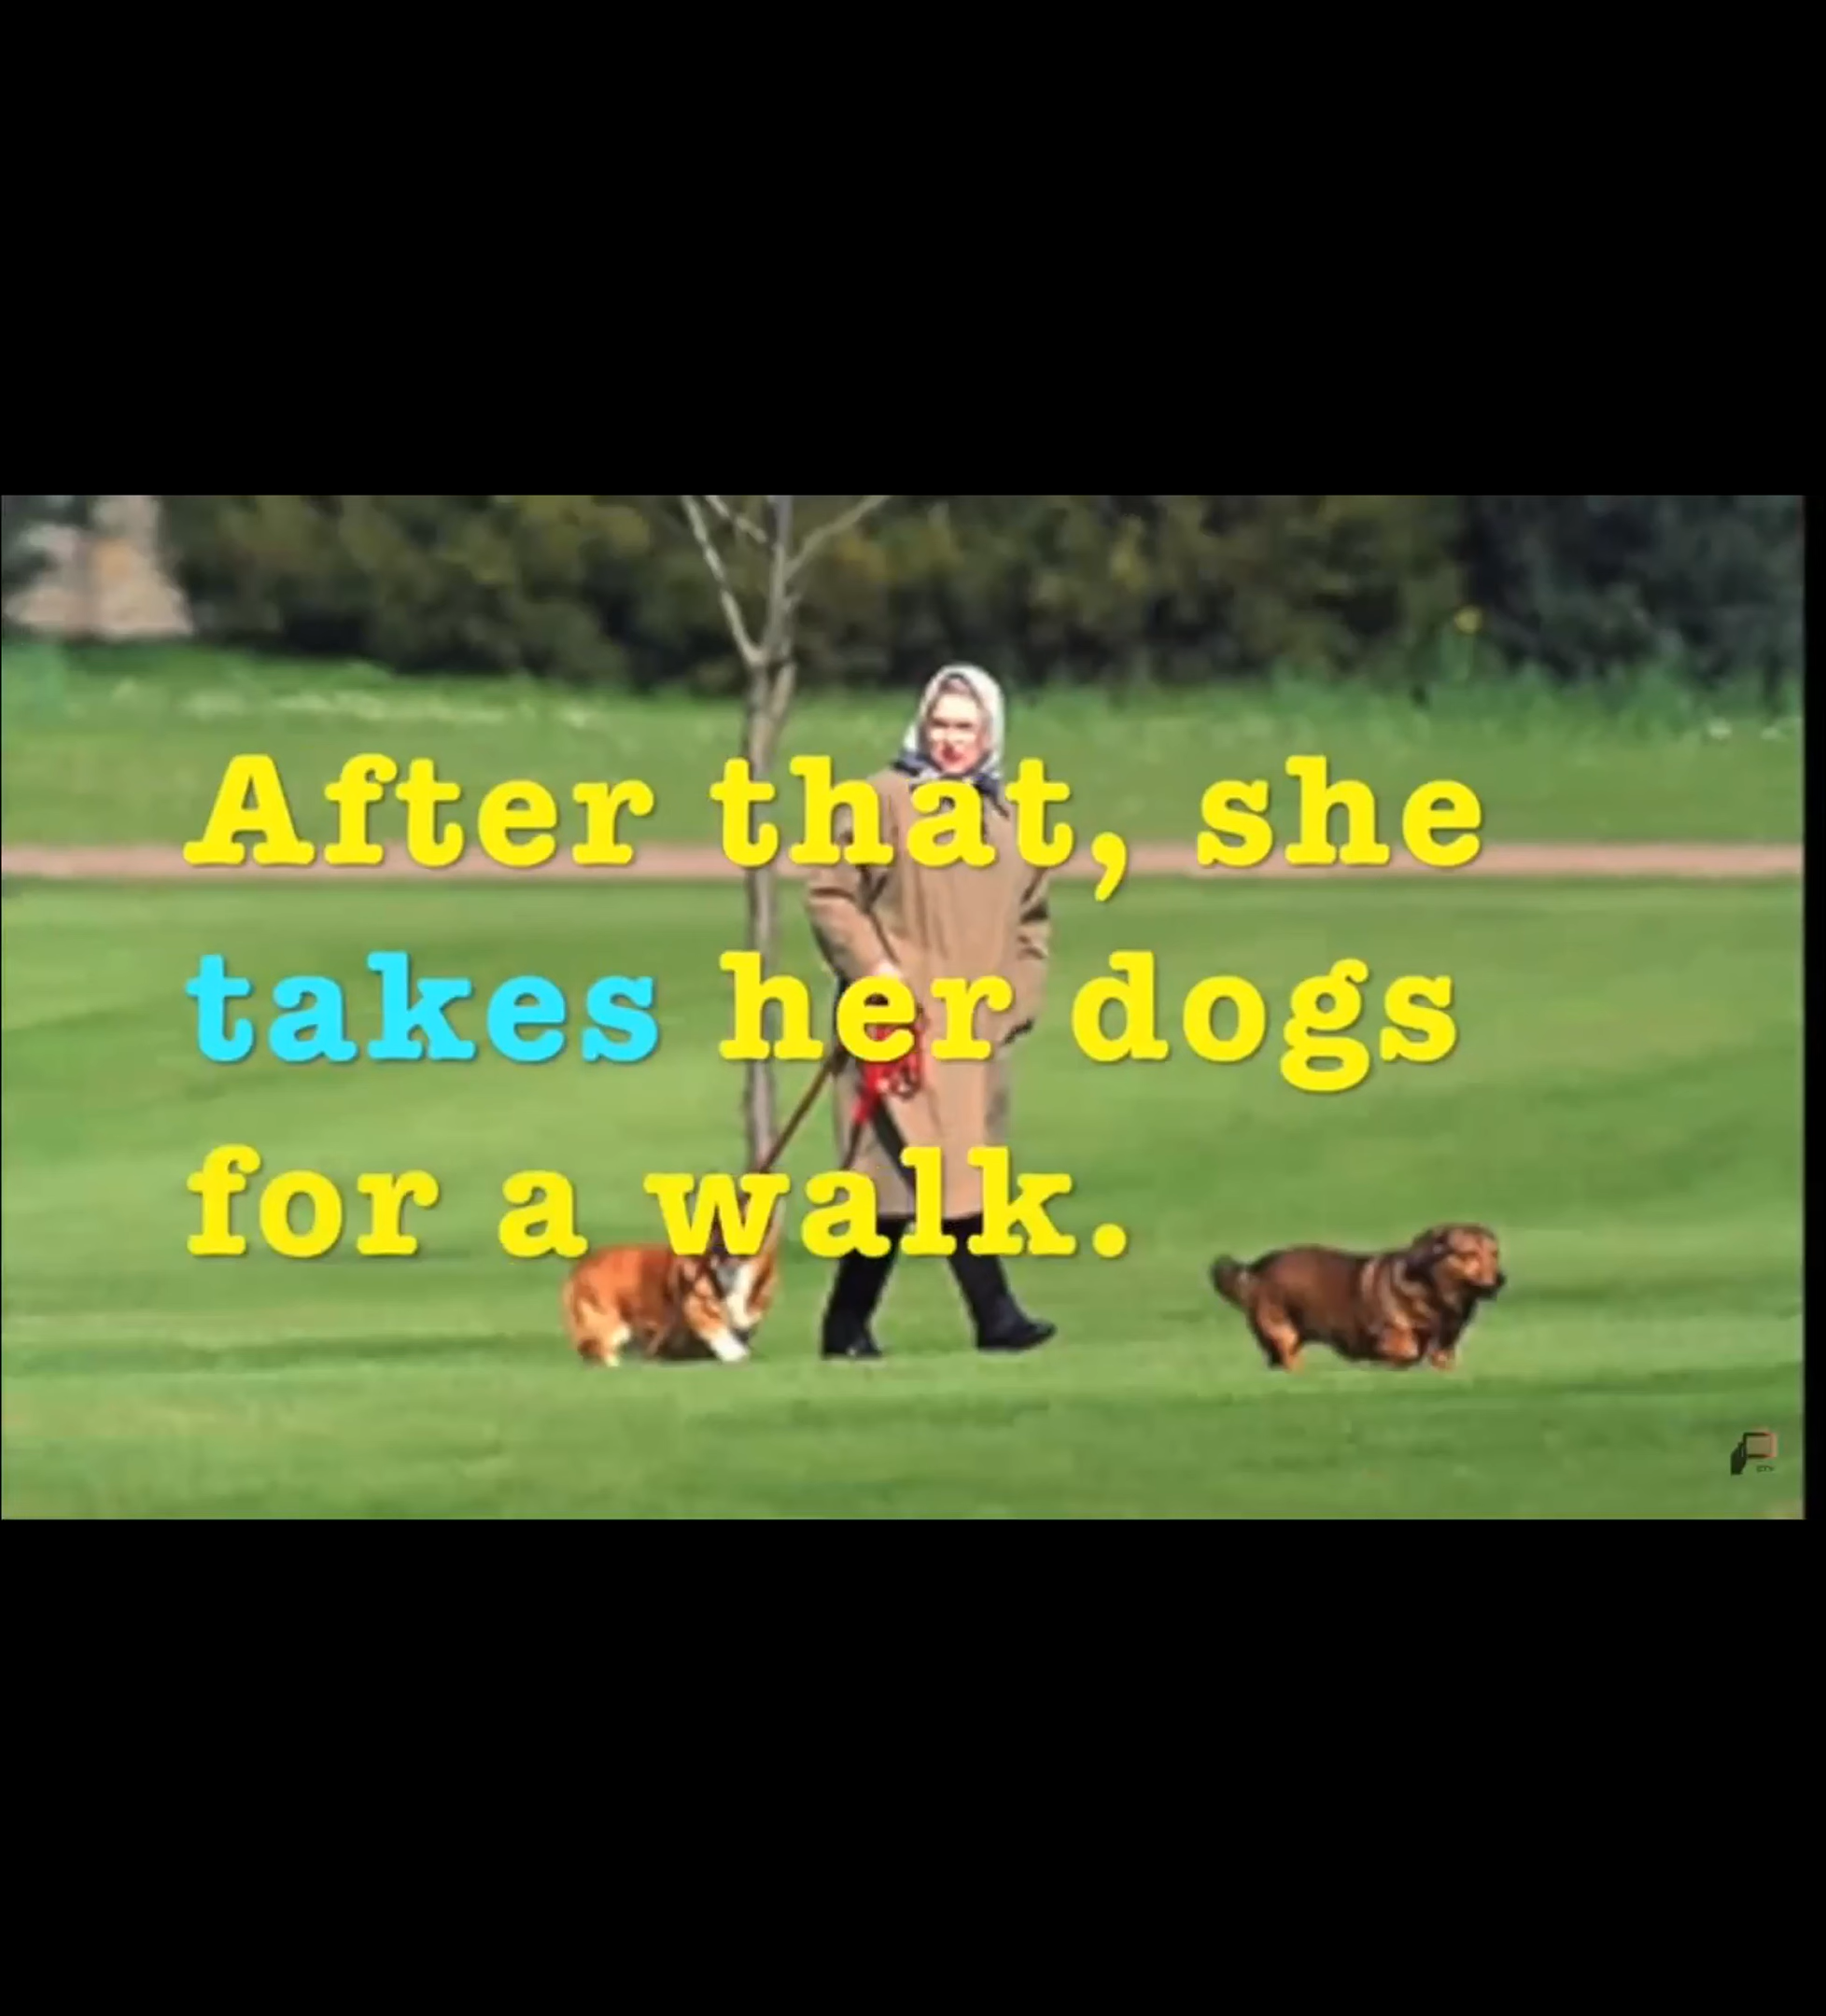 After that, she
takes her dogs
for a walk.